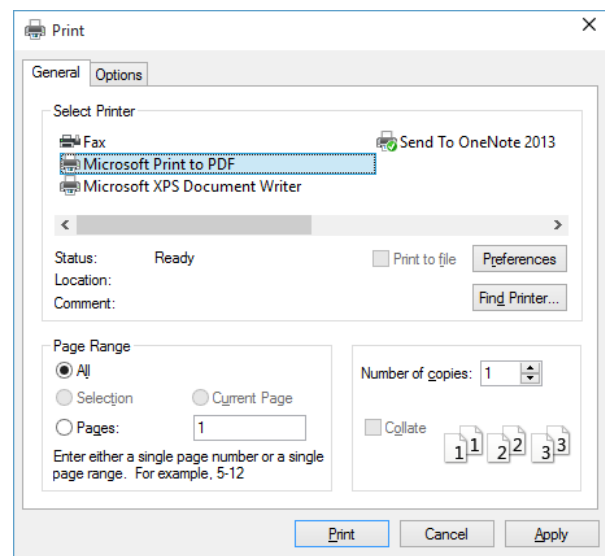 Print
General Options
Select Printer
Fax
Send To OneNote 2013
Microsoft Print to PDF
Microsoft XPS Document Writer
Status: Ready
Print to file
Preferences
Location:
Comment:
Find Printer...
Page Range
All
Selection
Current Page
Pages: 1
Enter either a single page number or a single
page range. For example, 5-12
Number of copies: 1
Collate
1 1 2 2 3 3
Print Cancel Apply